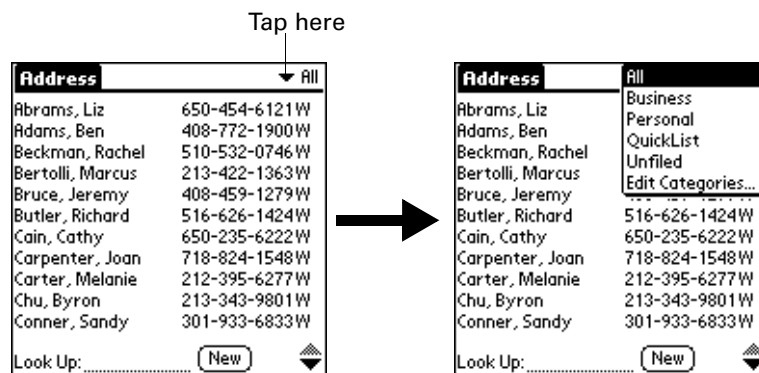 Tap here
Address All
Abrams, Liz 650-454-6121W
Adams, Ben 408-772-1900W
Beckman, Rachel 510-532-0746W
Bertolli, Marcus 213-422-1363W
Bruce, Jeremy 408-459-1279W
Butler, Richard 516-626-1424W
Cain, Cathy 650-235-6222W
Carpenter, Joan 718-824-1548W
Carter, Melanie 212-395-6277W
Chu, Byron 213-343-9801W
Conner, Sandy 301-933-6833W
Look Up: New
Address All
Abrams, Liz Business
Adams, Ben Personal
Beckman, Rachel QuickList
Bertolli, Marcus Unfiled
Bruce, Jeremy Edit Categories...
Butler, Richard 516-626-1424W
Cain, Cathy 650-235-6222W
Carpenter, Joan 718-824-1548W
Carter, Melanie 212-395-6277W
Chu, Byron 213-343-9801W
Conner, Sandy 301-933-6833W
Look Up: New